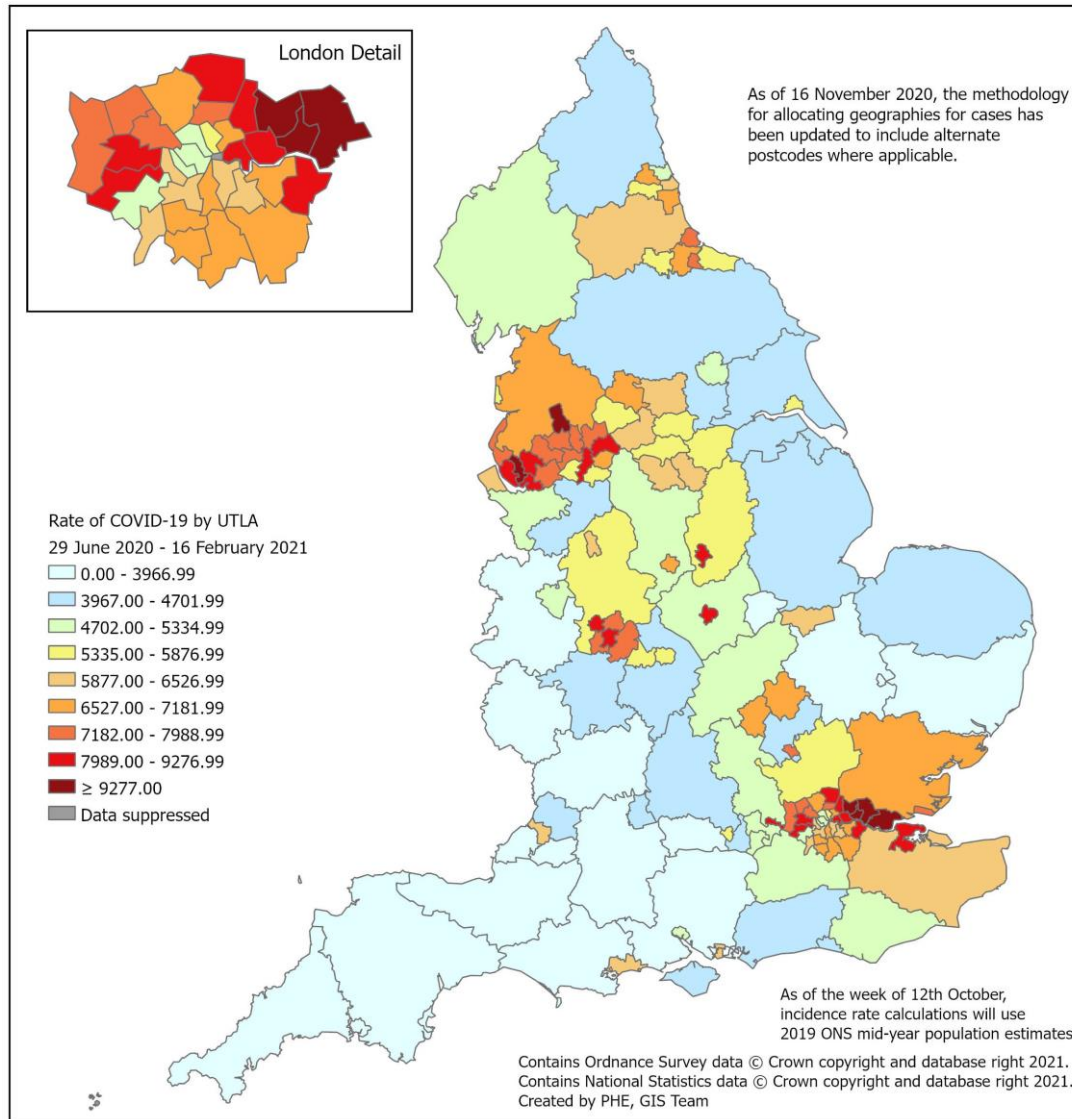 London Detail
As of 16 November 2020, the methodology
for allocating geographies for cases has
been updated to include alternate
postcodes where applicable.
Rate of COVID-19 by UTLA
29 June 2020 - 16 February 2021
0.00 - 3966.99
3967.00 - 4701.99
4702.00 - 5334.99
5335.00 - 5876.99
5877.00 - 6526.99
6527.00 - 7181.99
7182.00 - 7988.99
7989.00 - 9276.99
≥ 9277.00
Data suppressed
As of the week of 12th October,
incidence rate calculations will use
2019 ONS mid-year population estimates
Contains Ordnance Survey data © Crown copyright and database right 2021.
Contains National Statistics data © Crown copyright and database right 2021.
Created by PHE, GIS Team